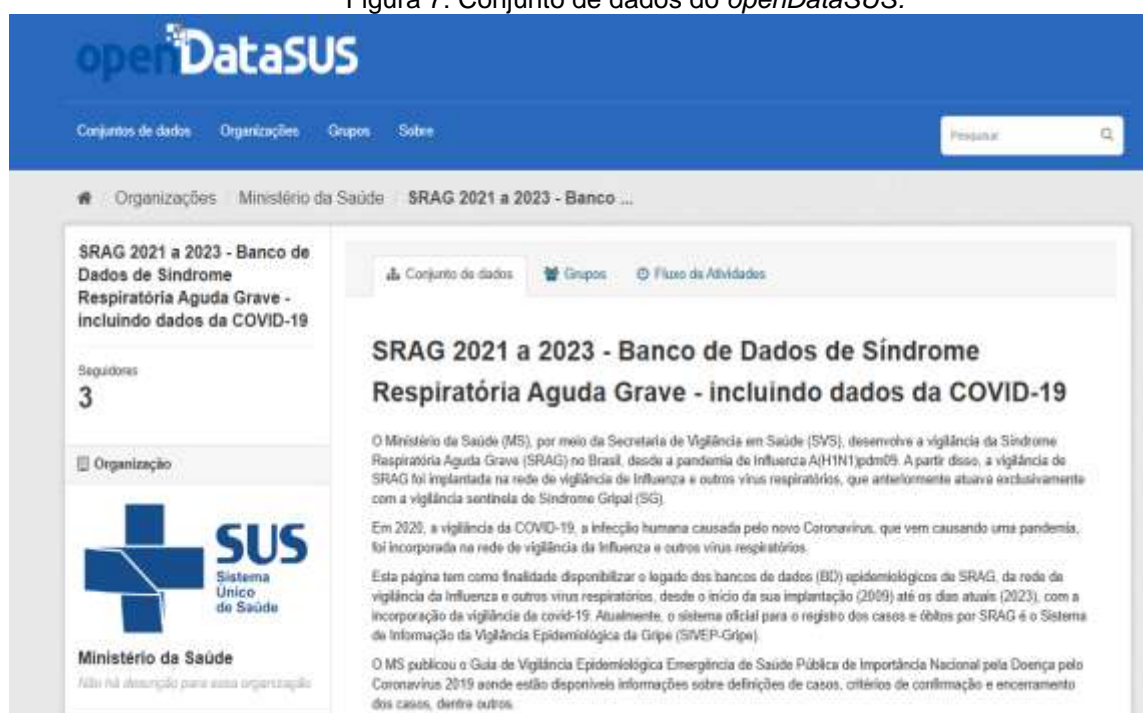 Figura 7. Conjunto de dados do openDataSUS.
openDataSUS
Conjuntos de dados Organizações Grupos Sobre
Pesquisar
Organizações / Ministério da Saúde / SRAG 2021 a 2023 - Banco ...
SRAG 2021 a 2023 - Banco de
Dados de Síndrome
Respiratória Aguda Grave -
incluindo dados da COVID-19
Seguidores
3
Organização
SUS
Sistema
Único
de Saúde
Ministério da Saúde
Não há descrição para essa organização
Conjunto de dados Grupos Fluxo de Atividades
SRAG 2021 a 2023 - Banco de Dados de Síndrome
Respiratória Aguda Grave - incluindo dados da COVID-19
O Ministério da Saúde (MS), por meio da Secretaria de Vigilância em Saúde (SVS), desenvolve a vigilância da Síndrome
Respiratória Aguda Grave (SRAG) no Brasil, desde a pandemia de Influenza A(H1N1)pdm09. A partir disso, a vigilância de
SRAG foi implantada na rede de vigilância de Influenza e outros vírus respiratórios, que anteriormente atuava exclusivamente
com a vigilância sentinela de Síndrome Gripal (SG).
Em 2020, a vigilância da COVID-19, a infecção humana causada pelo novo Coronavírus, que vem causando uma pandemia,
foi incorporada na rede de vigilância da Influenza e outros vírus respiratórios.
Esta página tem como finalidade disponibilizar o legado dos bancos de dados (BD) epidemiológicos de SRAG, da rede de
vigilância da Influenza e outros vírus respiratórios, desde o início da sua implantação (2009) até os dias atuais (2023), com a
incorporação da vigilância da covid-19. Atualmente, o sistema oficial para o registro dos casos e óbitos por SRAG é o Sistema
de Informação da Vigilância Epidemiológica da Gripe (SIVEP-Gripe).
O MS publicou o Guia de Vigilância Epidemiológica Emergência de Saúde Pública de Importância Nacional pela Doença pelo
Coronavírus 2019 aonde estão disponíveis informações sobre definições de casos, critérios de confirmação e encerramento
dos casos, dentre outros.